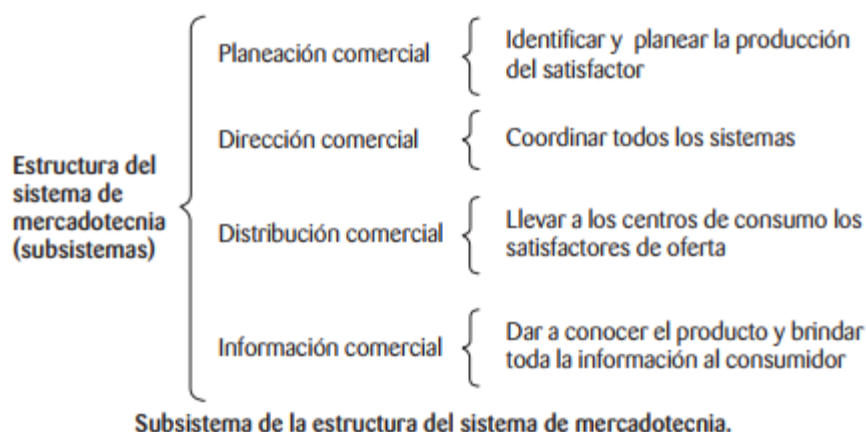 Estructura del
sistema de
mercadotecnia
(subsistemas)
Planeación comercial
Identificar y planear la producción
del satisfactor
Dirección comercial
Coordinar todos los sistemas
Distribución comercial
Llevar a los centros de consumo los
satisfactores de oferta
Información comercial
Dar a conocer el producto y brindar
toda la información al consumidor
Subsistema de la estructura del sistema de mercadotecnia.